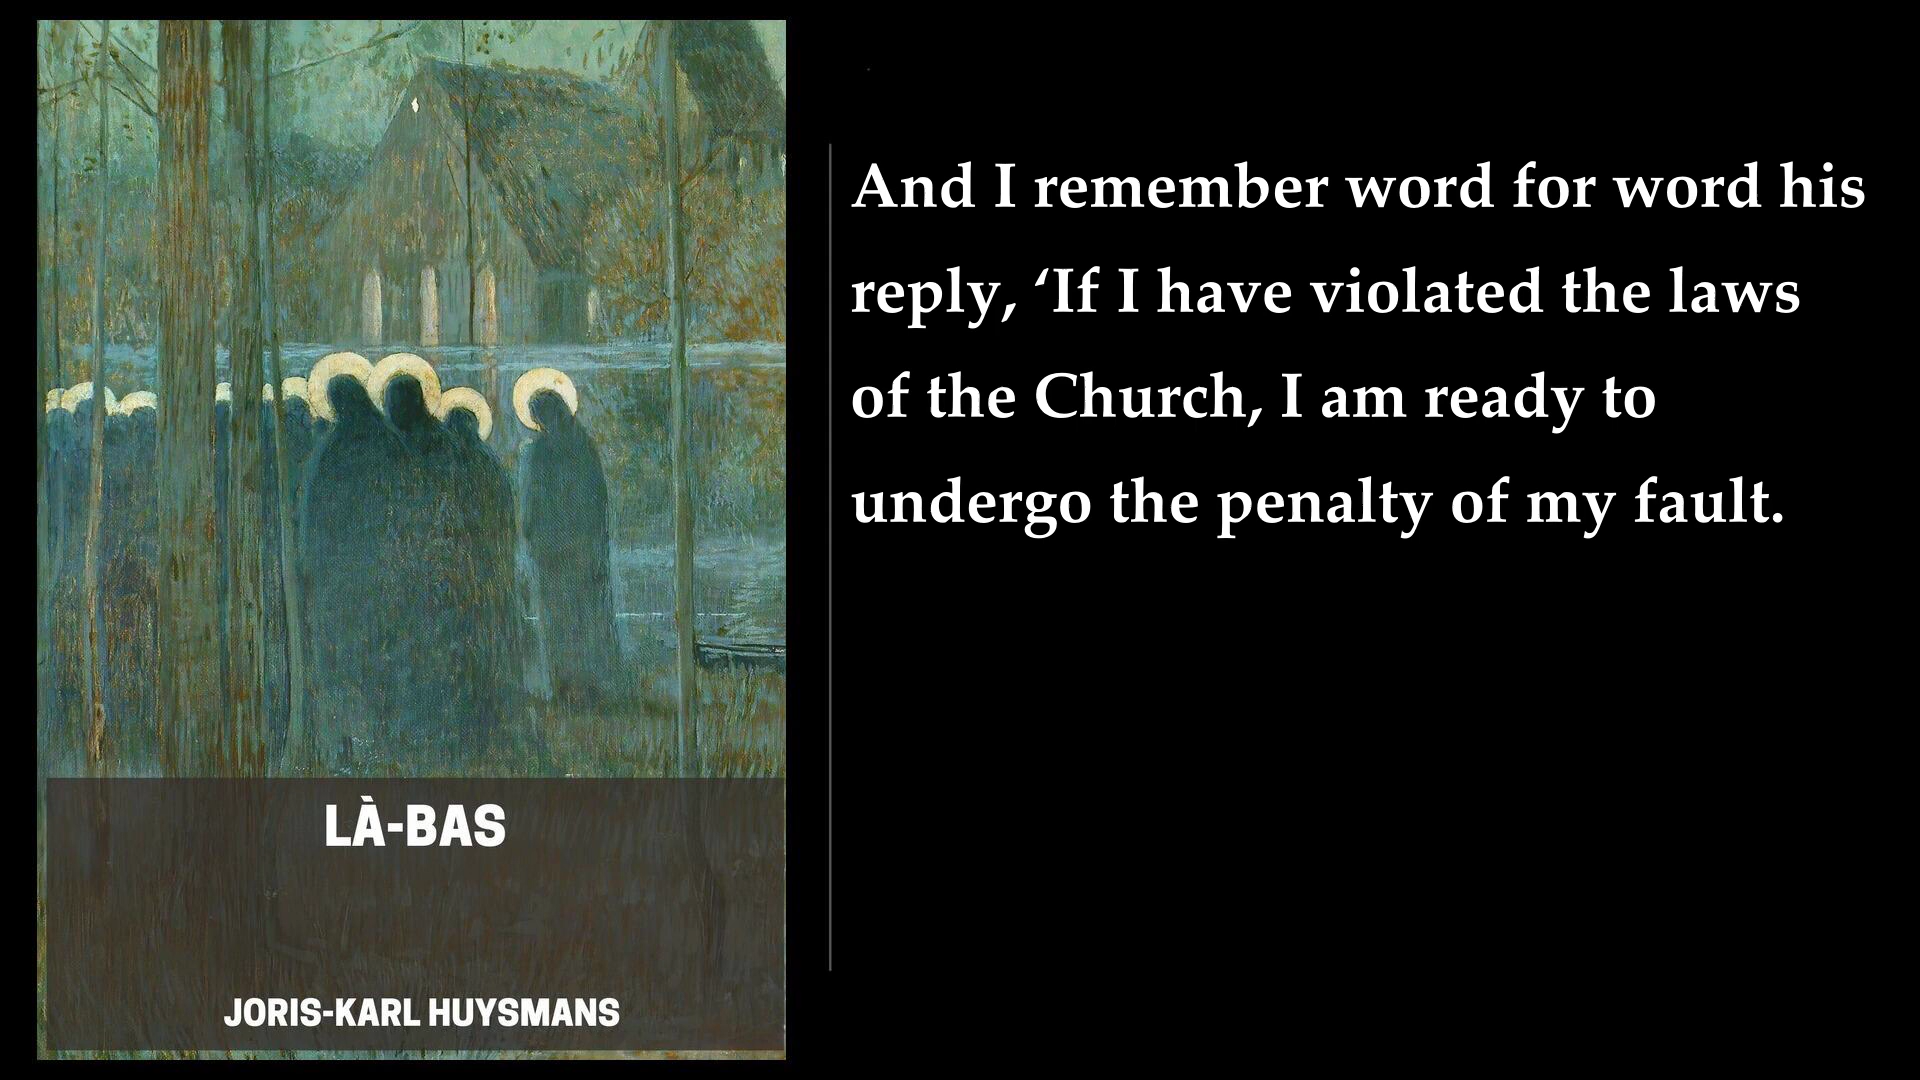 LÀ-BAS
JORIS-KARL HUYSMANS
And I remember word for word his
reply, ‘If I have violated the laws
of the Church, I am ready to
undergo the penalty of my fault.